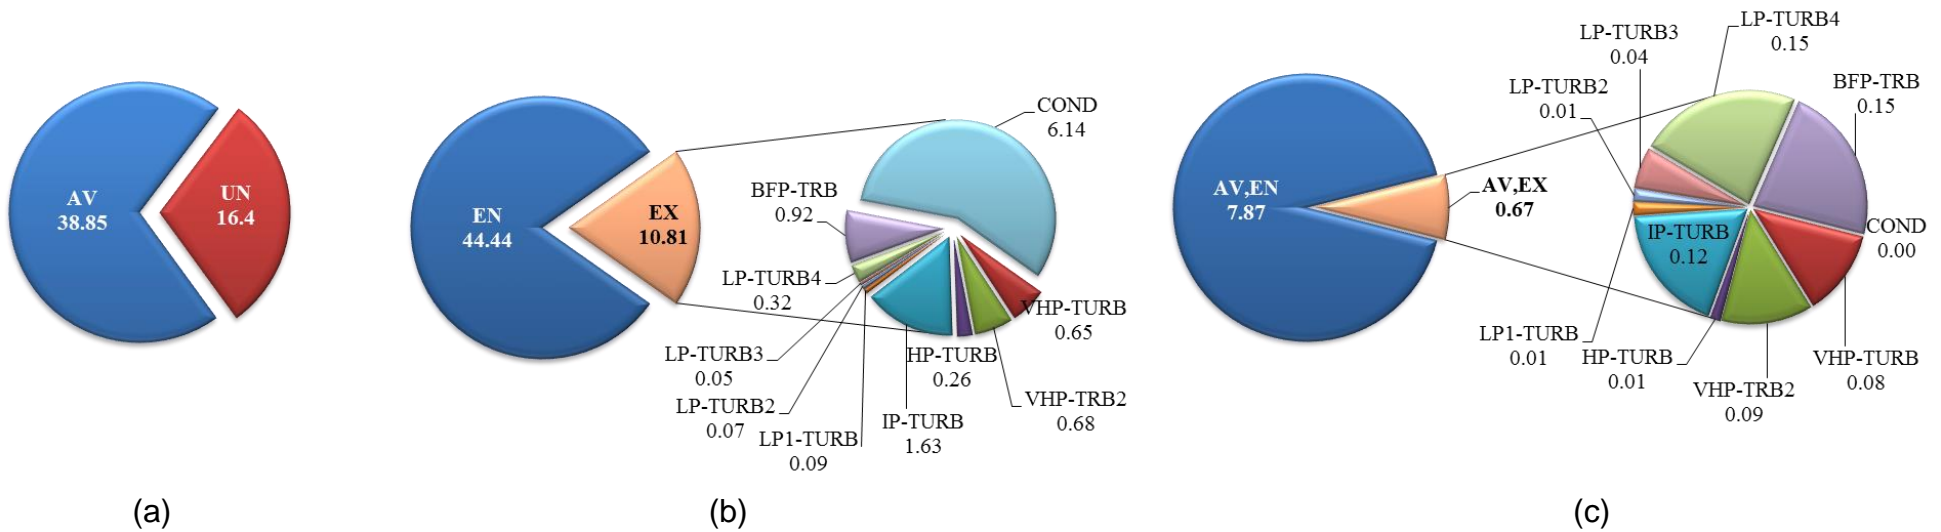 AV
38.85
UN
16.4
(a)
EN
44.44
EX
10.81
COND
6.14
BFP-TRB
0.92
LP-TURB4
0.32
LP-TURB3
0.05
LP-TURB2
0.07
LP1-TURB
0.09
IP-TURB
1.63
HP-TURB
0.26
VHP-TRB2
0.68
VHP-TURB
0.65
(b)
AV,EN
7.87
AV,EX
0.67
LP-TURB2
0.01
LP-TURB3
0.04
LP-TURB4
0.15
BFP-TRB
0.15
COND
0.00
IP-TURB
0.12
LP1-TURB
0.01
HP-TURB
0.01
VHP-TRB2
0.09
VHP-TURB
0.08
(c)